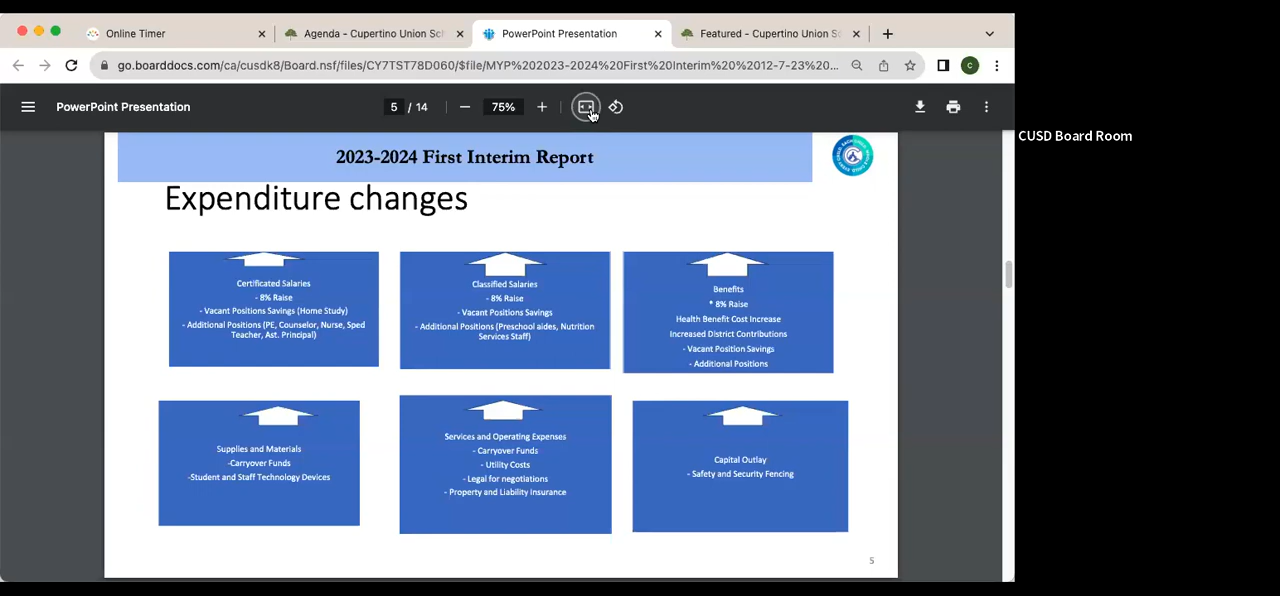 Online Timer
Agenda - Cupertino Union Sch
PowerPoint Presentation
Featured - Cupertino Union Sc
go.boarddocs.com/ca/cusdk8/Board.nsf/files/CY7TST78D060/$file/MYP%202023-2024%20First%20Interim%20%2012-7-23%20...
C
PowerPoint Presentation
5 / 14
75%
CUSD Board Room
2023-2024 First Interim Report
Expenditure changes
Certificated Salaries
- 8% Raise
- Vacant Positions Savings (Home Study)
- Additional Positions (PE, Counselor, Nurse, Sped
Teacher, Ast. Principal)
Classified Salaries
- 8% Raise
- Vacant Positions Savings
- Additional Positions (Preschool aides, Nutrition
Services Staff)
Benefits
* 8% Raise
Health Benefit Cost Increase
Increased District Contributions
- Vacant Position Savings
- Additional Positions
Supplies and Materials
-Carryover Funds
-Student and Staff Technology Devices
Services and Operating Expenses
- Carryover Funds
- Utility Costs
- Legal for negotiations
- Property and Liability Insurance
Capital Outlay
- Safety and Security Fencing
5